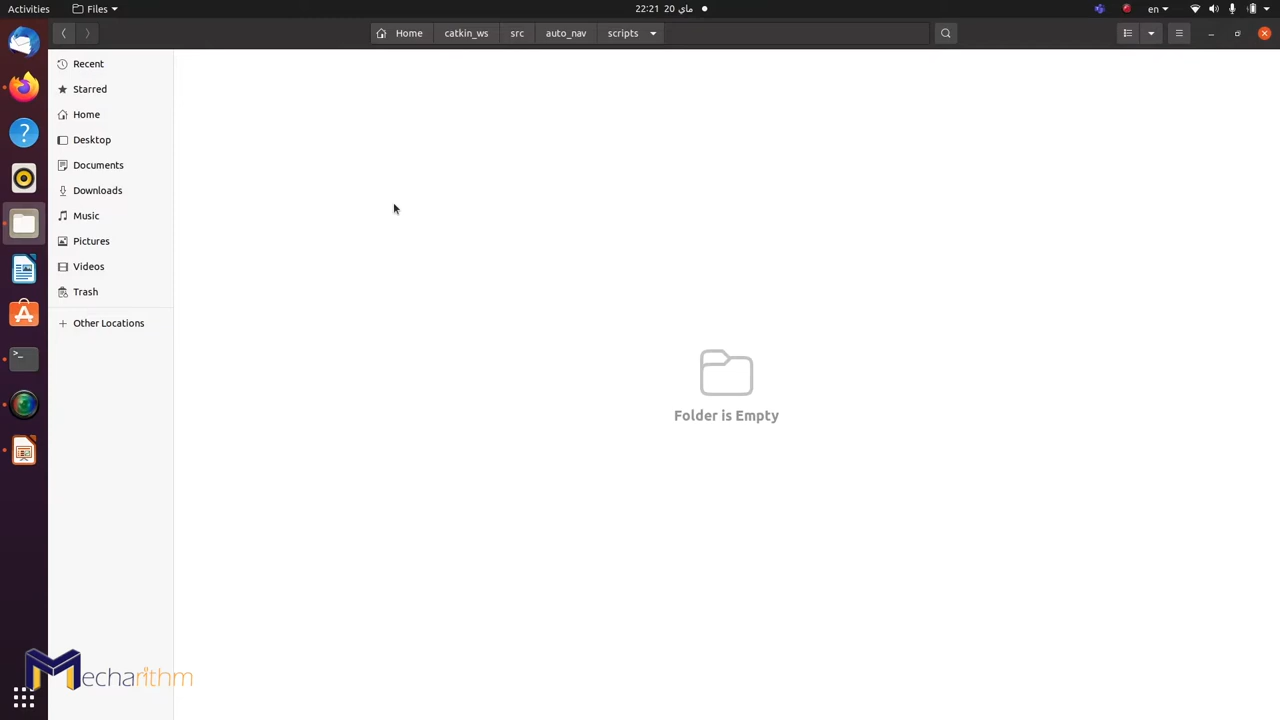 Activities
Files
22:21 20 ماي
en
Home
catkin_ws
src
auto_nav
scripts
Recent
Starred
Home
Desktop
Documents
Downloads
Music
Pictures
Videos
Trash
Other Locations
Folder is Empty
Mecharithm